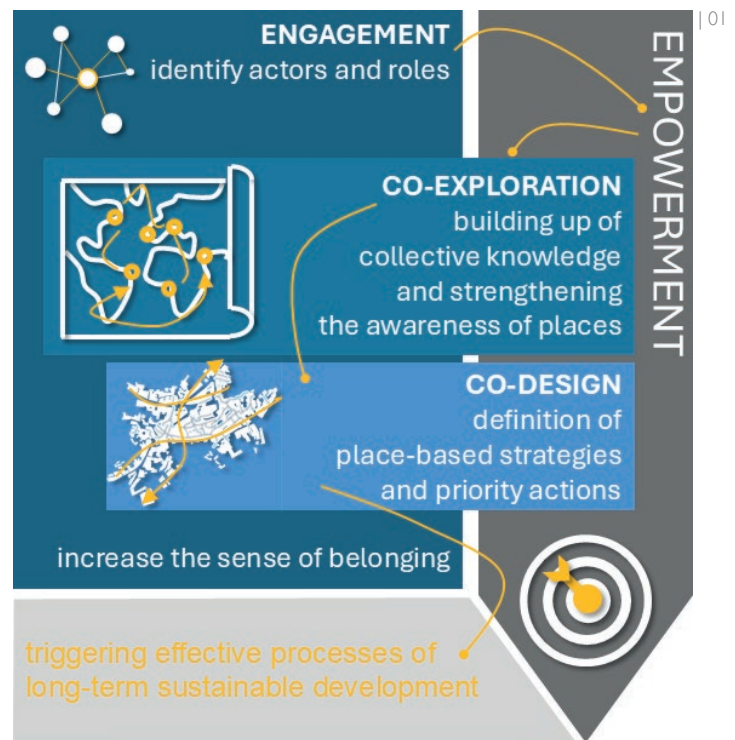 | 01
ENGAGEMENT
identify actors and roles
EMPOWERMENT
CO-EXPLORATION
building up of
collective knowledge
and strengthening
the awareness of places
CO-DESIGN
definition of
place-based strategies
and priority actions
increase the sense of belonging
triggering effective processes of
long-term sustainable development